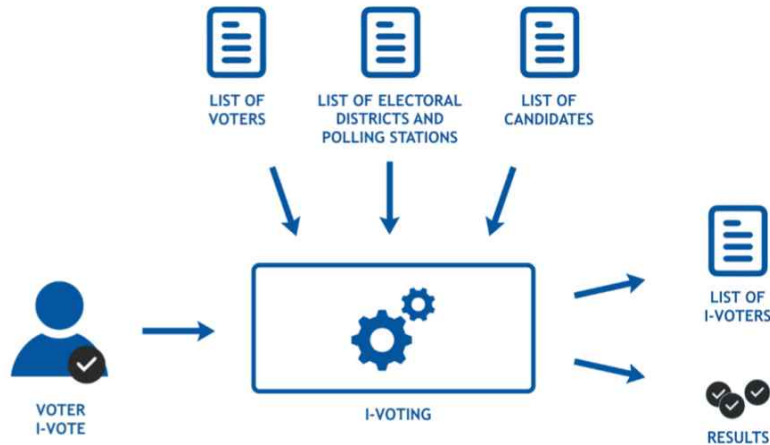 LIST OF
VOTERS
LIST OF ELECTORAL
DISTRICTS AND
POLLING STATIONS
LIST OF
CANDIDATES
LIST OF
I-VOTERS
VOTER
I-VOTE
I-VOTING
RESULTS